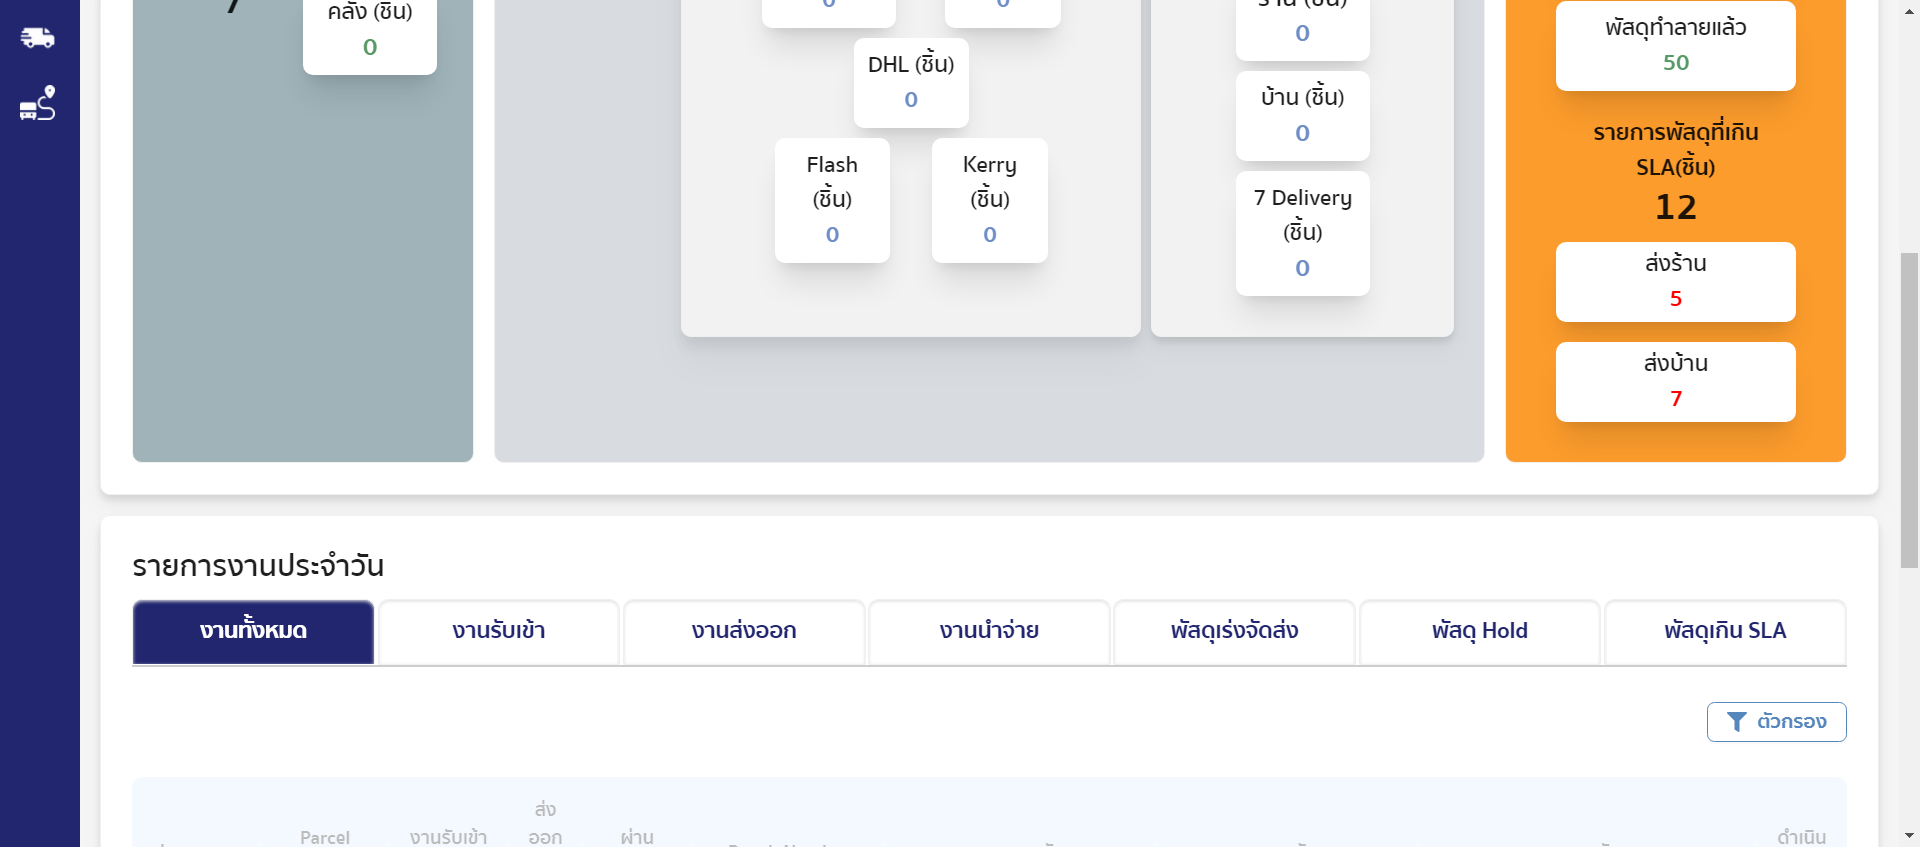 คลัง (ชิ้น)
0
0
0
DHL (ชิ้น)
0
Flash
(ชิ้น)
0
Kerry
(ชิ้น)
0
ร้าน (ชิ้น)
0
บ้าน (ชิ้น)
0
7 Delivery
(ชิ้น)
0
พัสดุทำลายแล้ว
50
รายการพัสดุที่เกิน
SLA(ชิ้น)
12
ส่งร้าน
5
ส่งบ้าน
7
รายการงานประจำวัน
งานทั้งหมด
งานรับเข้า
งานส่งออก
งานนำจ่าย
พัสดุเร่งจัดส่ง
พัสดุ Hold
พัสดุเกิน SLA
ตัวกรอง
Parcel
งานรับเข้า
ส่ง
ออก
ผ่าน
ดำเนิน